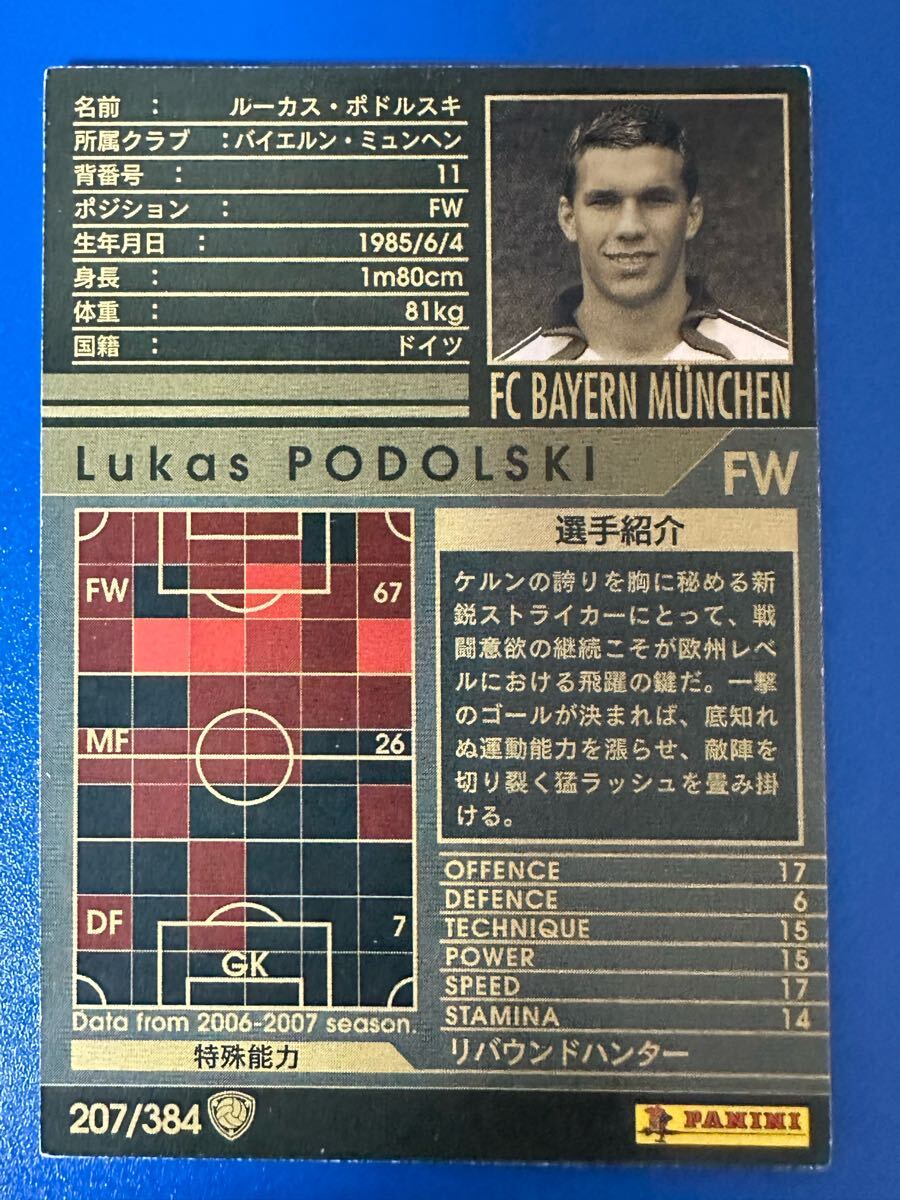 名前 : ルーカス・ポドルスキ
所属クラブ :バイエルン・ミュンヘン
背番号 : 11
ポジション : FW
生年月日 : 1985/6/4
身長 : 1m80cm
体重 : 81kg
国籍 : ドイツ
FC BAYERN MÜNCHEN
Lukas PODOLSKI
FW
FW 67
MF 26
DF 7
GK
Data from 2006-2007 season.
選手紹介
ケルンの誇りを胸に秘める新
鋭ストライカーにとって、戦
闘意欲の継続こそが欧州レベ
ルにおける飛躍の鍵だ。一撃
のゴールが決まれば、底知れ
ぬ運動能力を漲らせ、敵陣を
切り裂く猛ラッシュを畳み掛
ける。
OFFENCE 17
DEFENCE 6
TECHNIQUE 15
POWER 15
SPEED 17
STAMINA 14
特殊能力 リバウンドハンター
207/384
PANINI